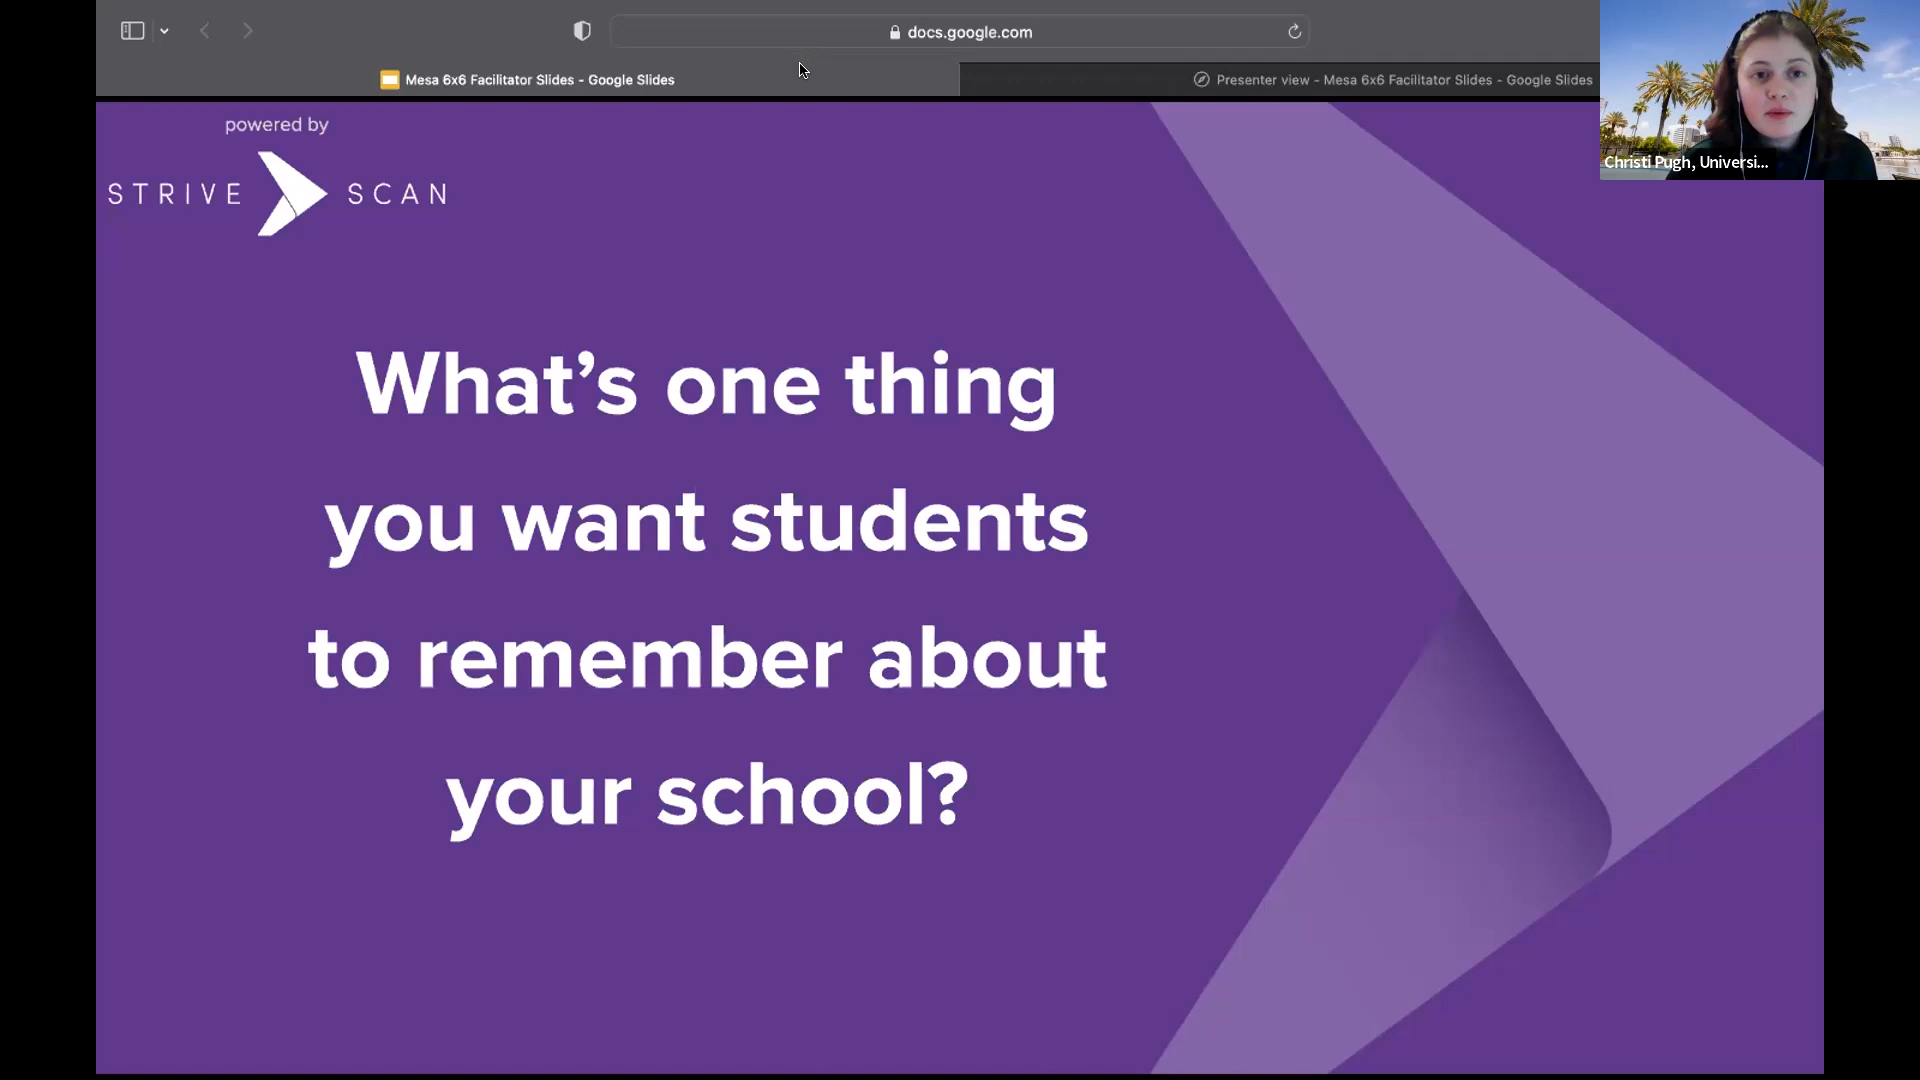 docs.google.com
Mesa 6x6 Facilitator Slides - Google Slides
Presenter view - Mesa 6x6 Facilitator Slides - Google Slides
Christi Pugh, Universi...
powered by
STRIVE SCAN
What’s one thing
you want students
to remember about
your school?